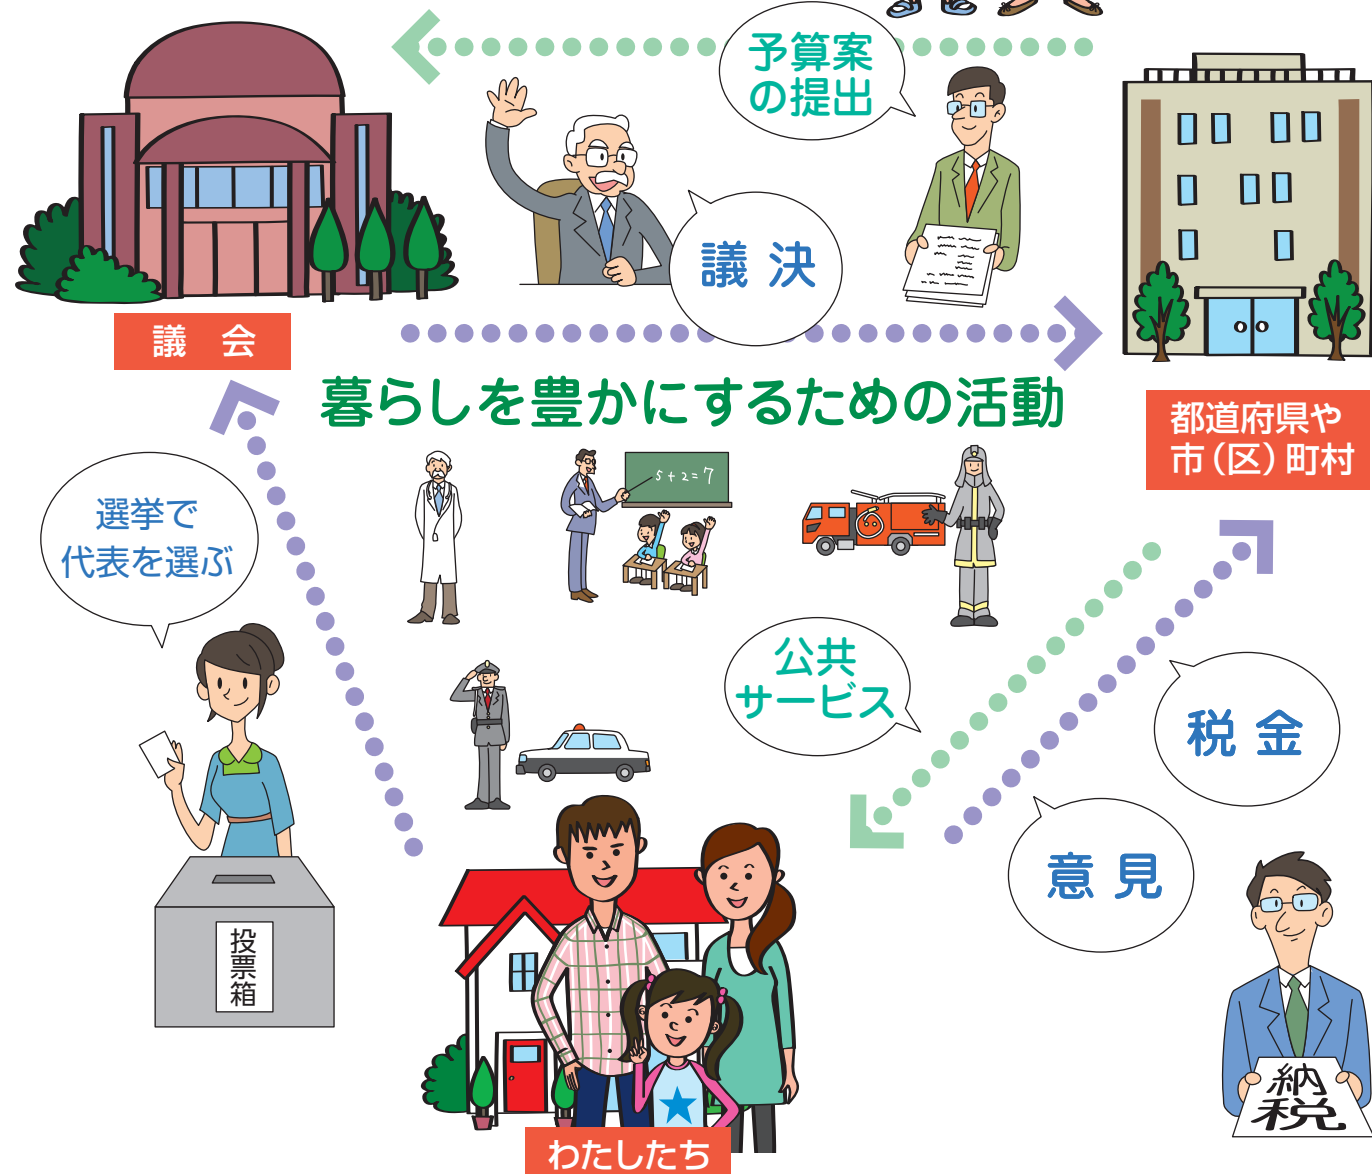 予算案
の提出
議決
議 会
都道府県や
市（区）町村
暮らしを豊かにするための活動
5+2=7
選挙で
代表を選ぶ
公共
サービス
税金
意見
投票箱
納税
わたしたち